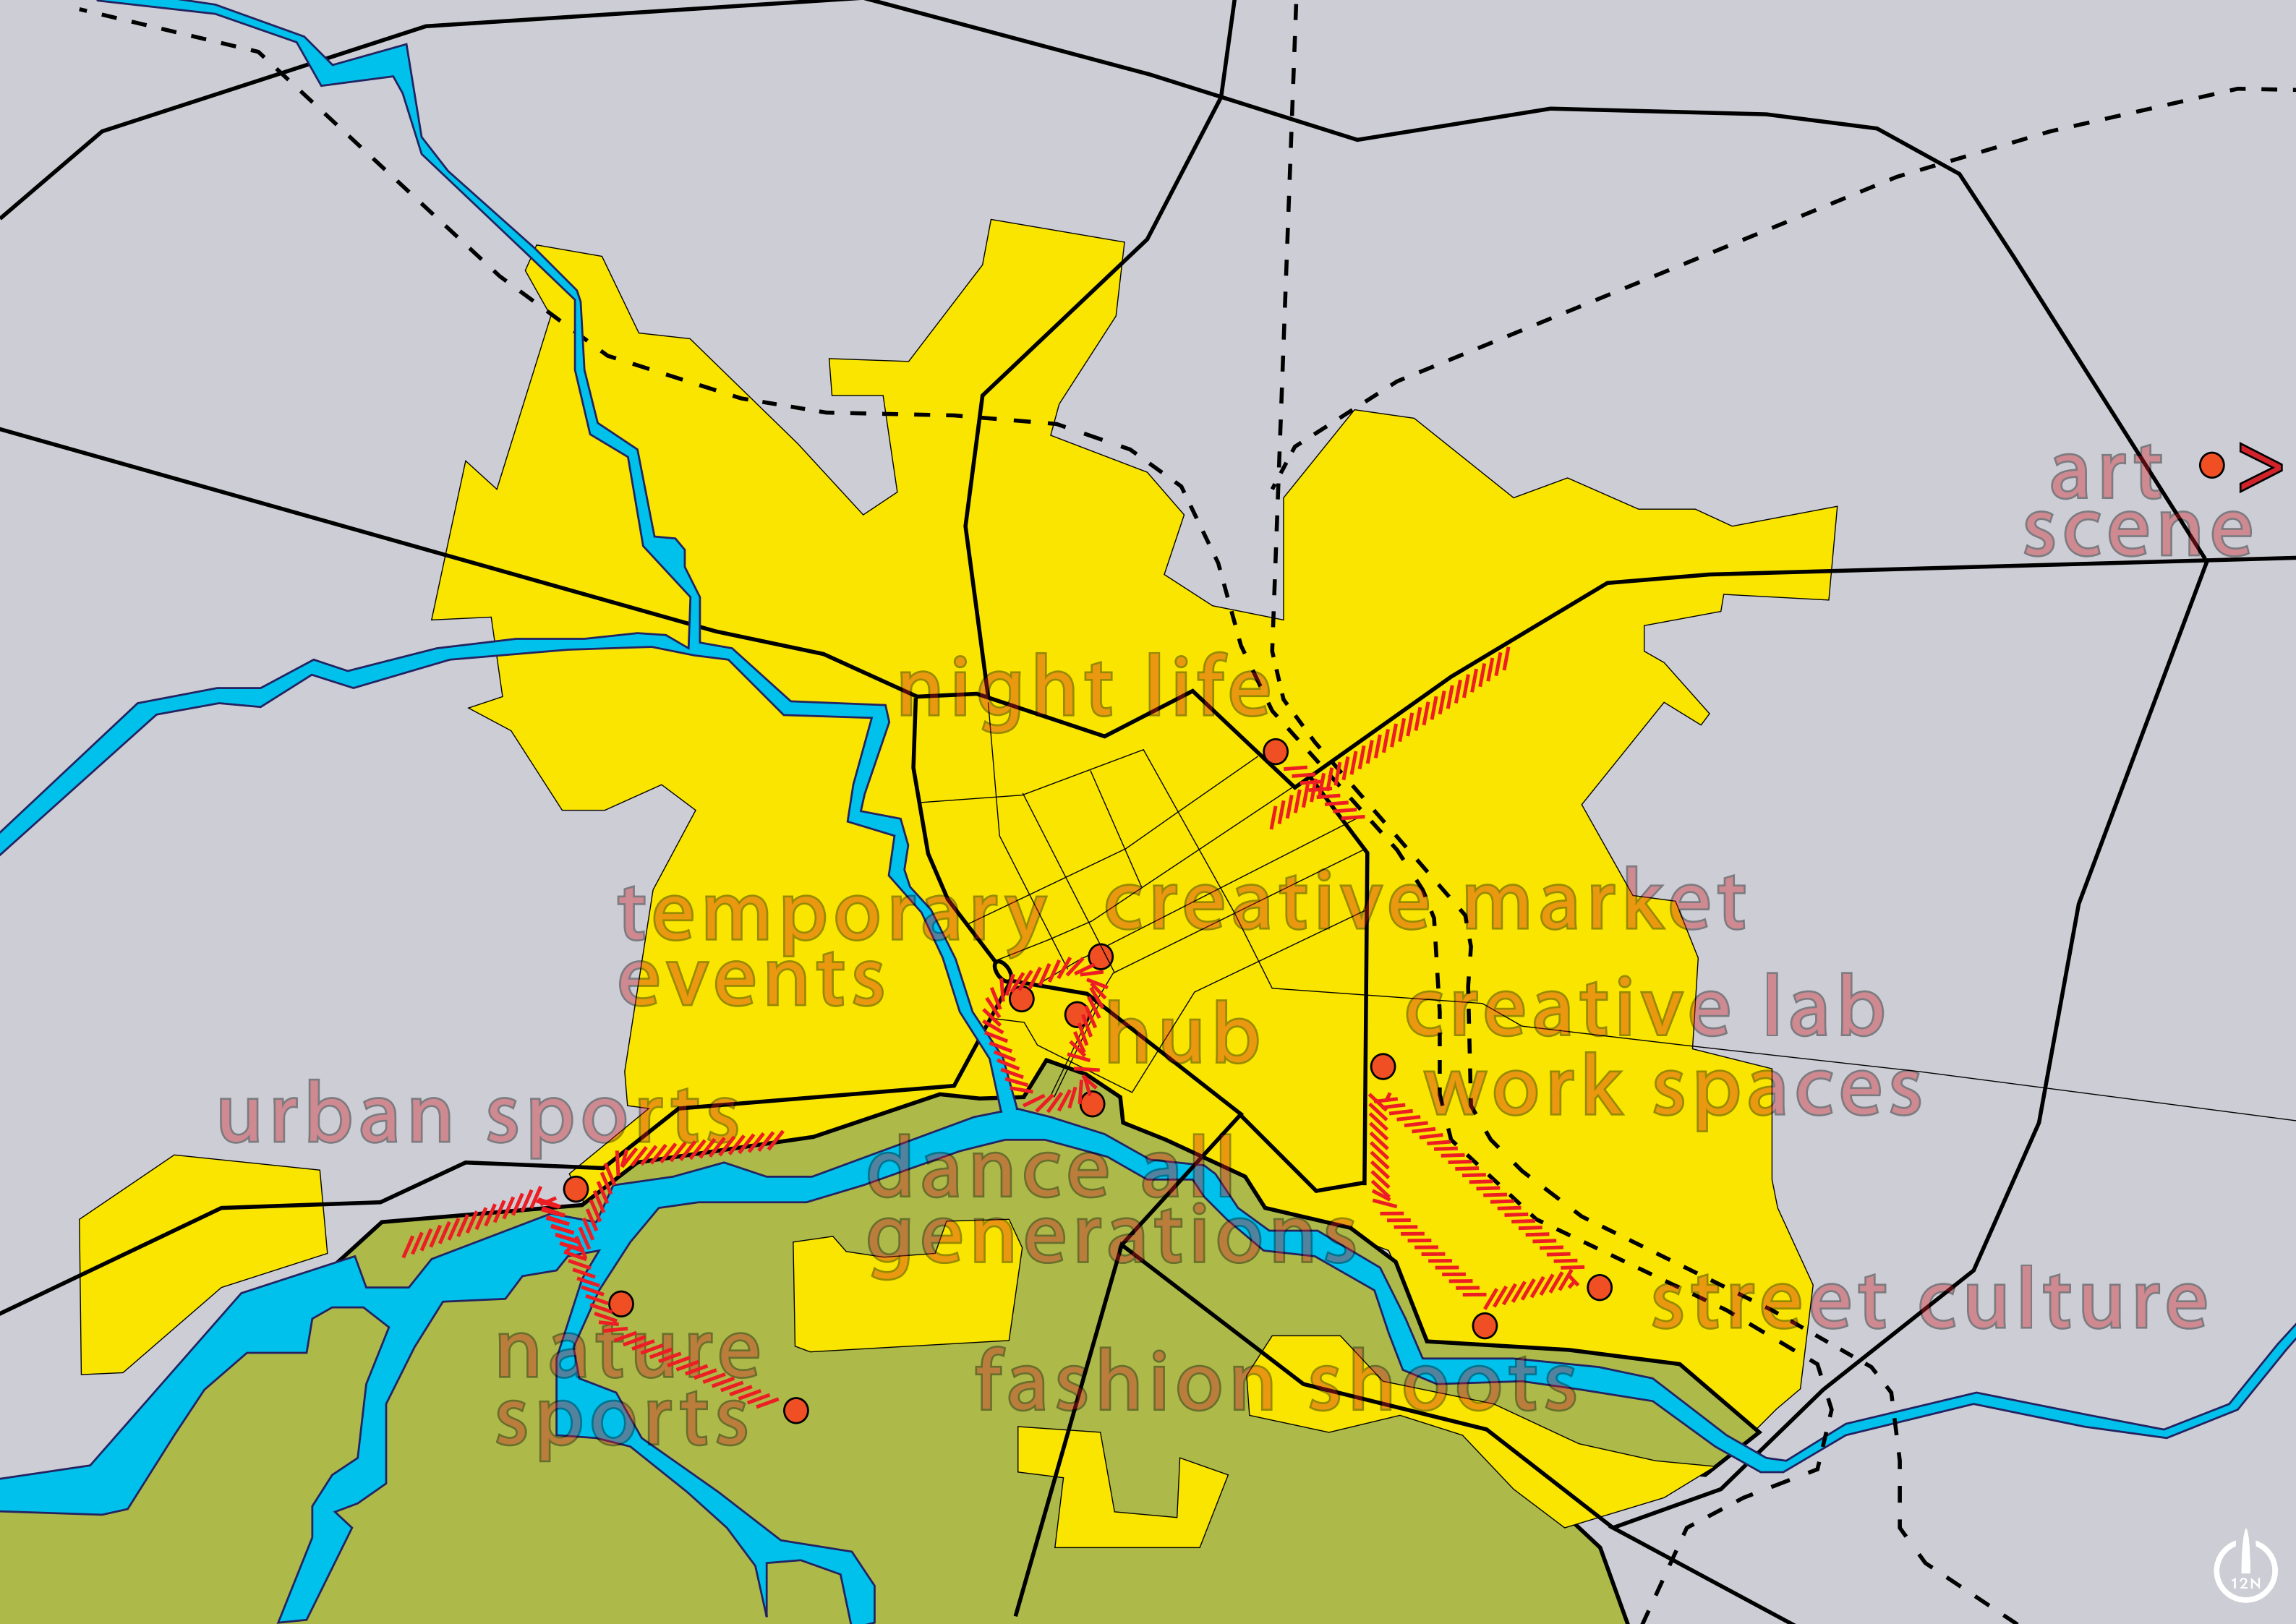 art
scene
>
night life
temporary
events
creative market
creative lab
hub
work spaces
urban sports
dance all
generations
street culture
nature
sports
fashion shoots
12N